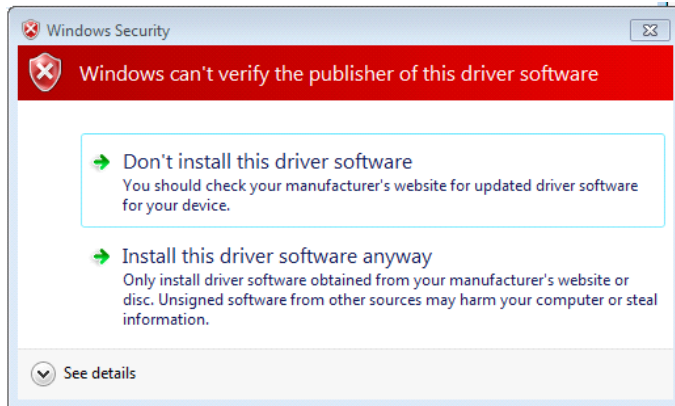 Windows Security
Windows can't verify the publisher of this driver software
Don't install this driver software
You should check your manufacturer's website for updated driver software
for your device.
Install this driver software anyway
Only install driver software obtained from your manufacturer's website or
disc. Unsigned software from other sources may harm your computer or steal
information.
See details